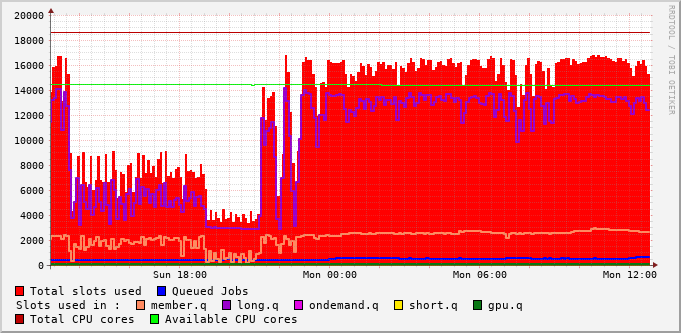 20000
18000
16000
14000
12000
10000
8000
6000
4000
2000
0
Sun 18:00 Mon 00:00 Mon 06:00 Mon 12:00
Total slots used Queued Jobs
Slots used in : member.q long.q ondemand.q short.q gpu.q
Total CPU cores Available CPU cores
RRDTOOL / TOBI OETIKER